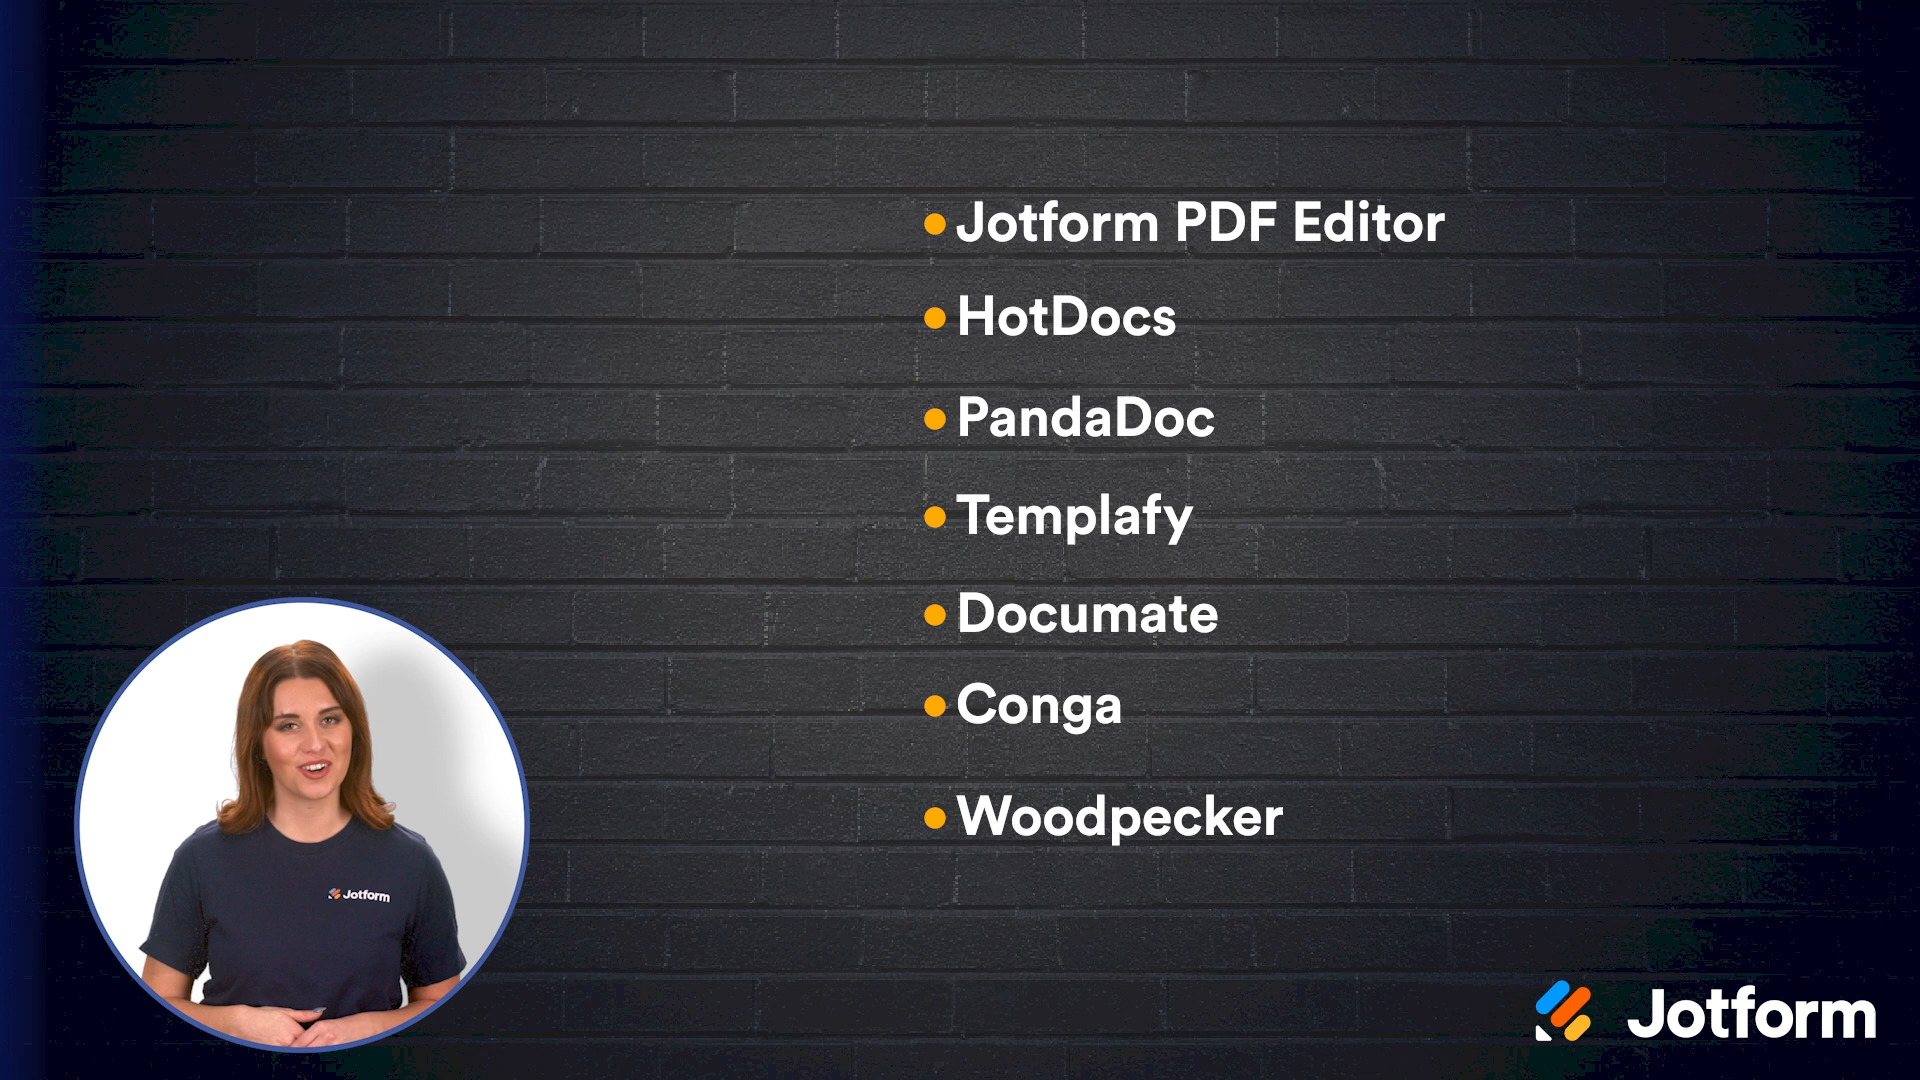 Jotform PDF Editor
HotDocs
PandaDoc
Templafy
Documate
Conga
Woodpecker
Jotform
Jotform